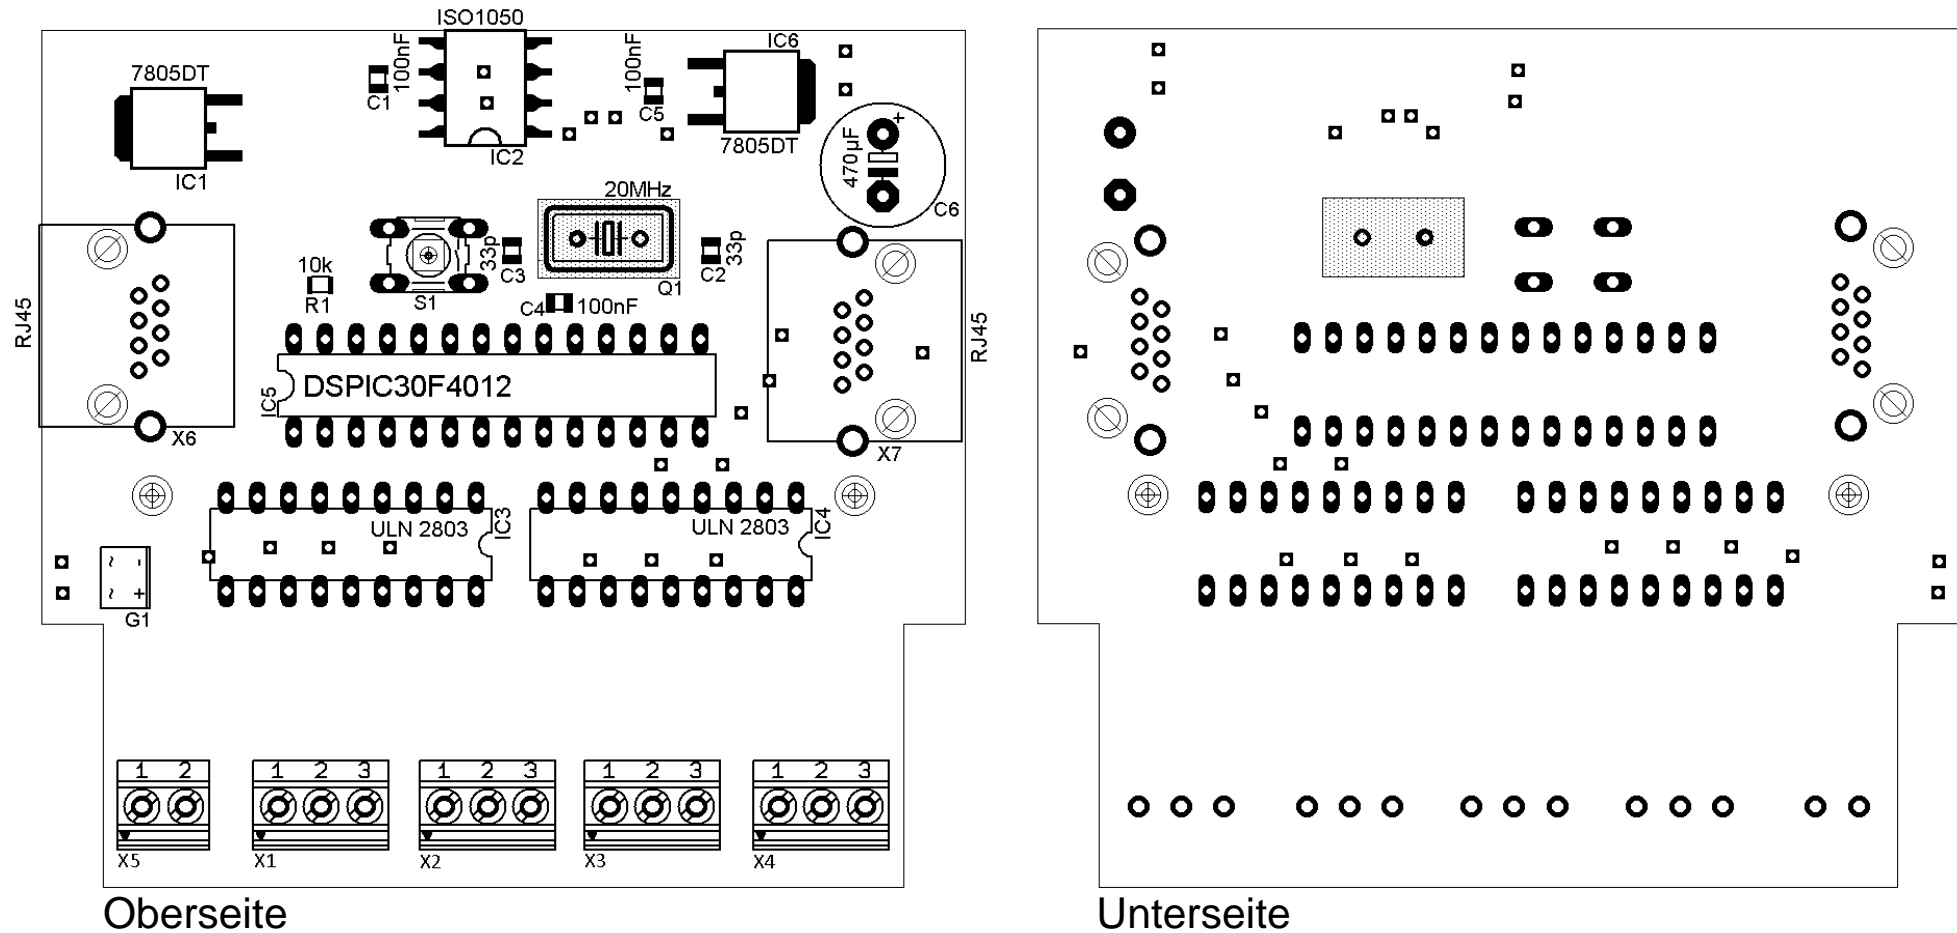 ISO1050
7805DT
IC1
100nF
C1
IC2
100nF
C5
IC6
7805DT
470µF
+
C6
RJ45
X6
10k
R1
S1
33p
C3
20MHz
Q1
C2
33p
C4
100nF
IC5
DSPIC30F4012
RJ45
X7
ULN 2803
IC3
ULN 2803
IC4
~ -
~ +
G1
1 2
X5
1 2 3
X1
1 2 3
X2
1 2 3
X3
1 2 3
X4
Oberseite
Unterseite